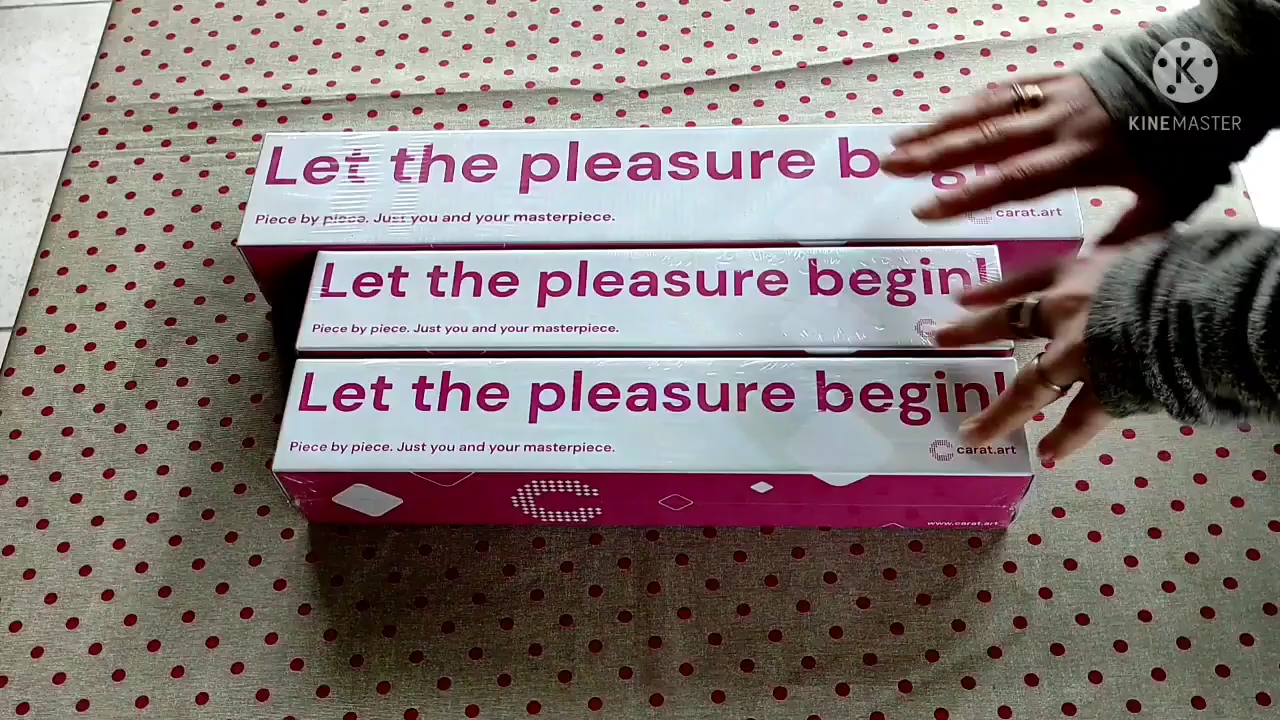 KINEMASTER
Let the pleasure
Piece by piece. Just you and your masterpiece.
carat.art
Let the pleasure begin!
Piece by piece. Just you and your masterpiece.
Let the pleasure begin!
Piece by piece. Just you and your masterpiece.
carat.art
www.carat.art